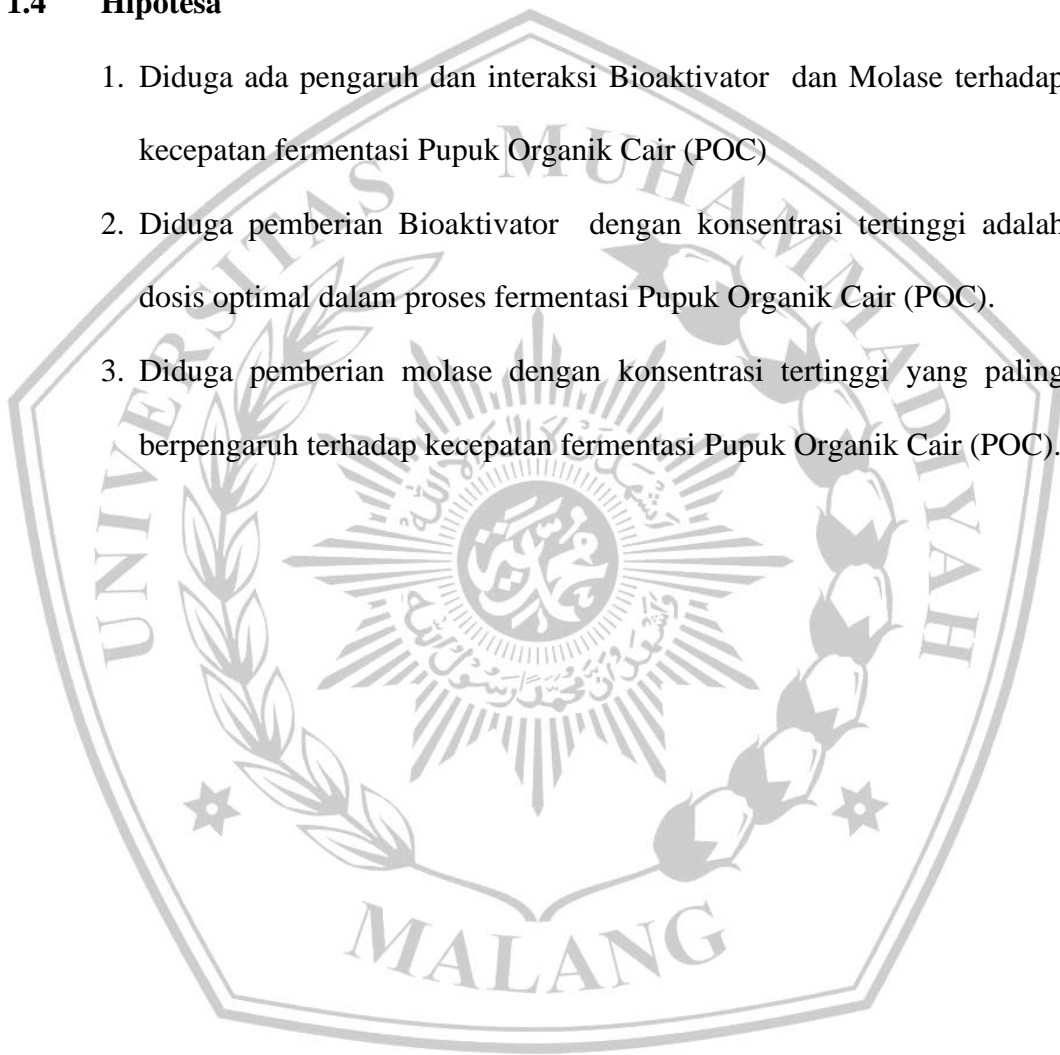 1.4 Hipotesa
1. Diduga ada pengaruh dan interaksi Bioaktivator dan Molase terhadap
kecepatan fermentasi Pupuk Organik Cair (POC)
2. Diduga pemberian Bioaktivator dengan konsentrasi tertinggi adalah
dosis optimal dalam proses fermentasi Pupuk Organik Cair (POC).
3. Diduga pemberian molase dengan konsentrasi tertinggi yang paling
berpengaruh terhadap kecepatan fermentasi Pupuk Organik Cair (POC).
UNIVERSITAS MUHAMMADIYAH
MALANG